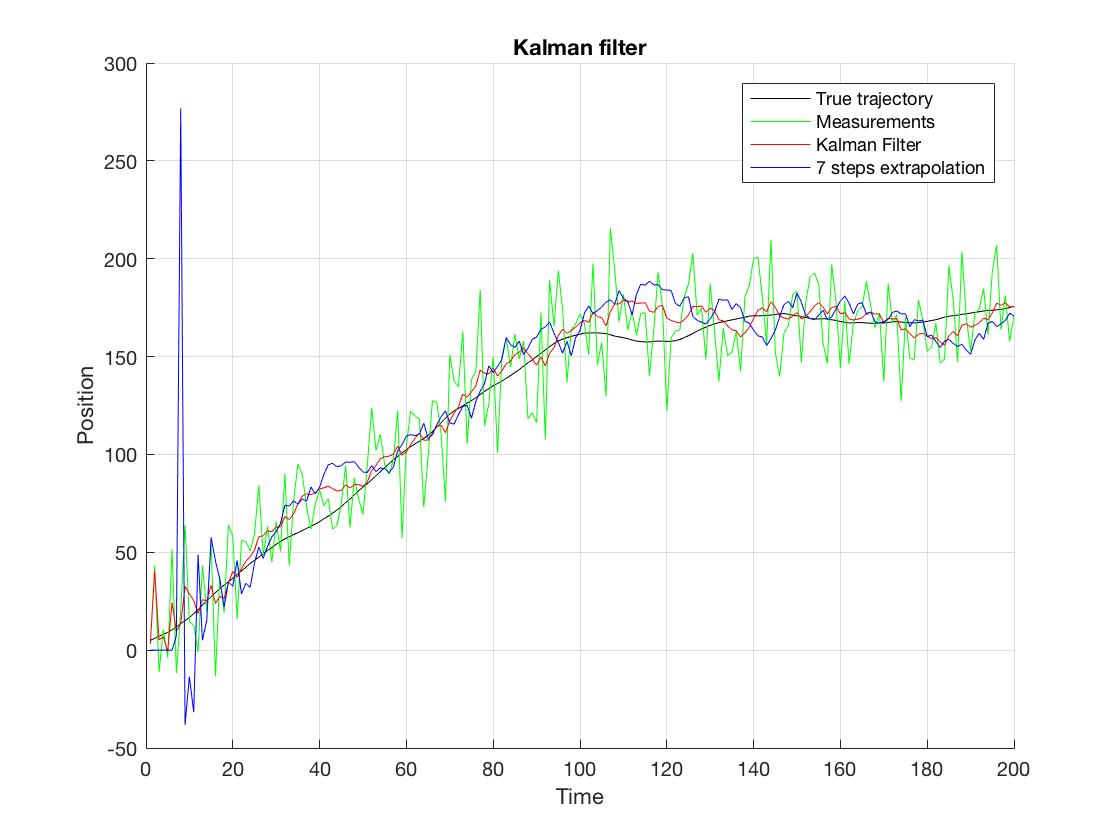 Kalman filter
300
250
200
150
100
50
0
-50
Position
True trajectory
Measurements
Kalman Filter
7 steps extrapolation
0 20 40 60 80 100 120 140 160 180 200
Time